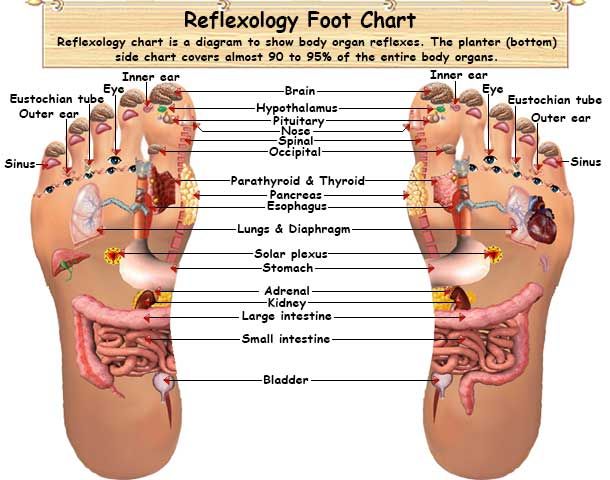 Reflexology Foot Chart
Reflexology chart is a diagram to show body organ reflexes. The planter (bottom)
side chart covers almost 90 to 95% of the entire body organs.
Inner ear
Eye
Eustochian tube
Outer ear
Sinus
Inner ear
Eye
Eustochian tube
Outer ear
Sinus
Brain
Hypothalamus
Pituitary
Nose
Spinal
Occipital
Parathyroid & Thyroid
Pancreas
Esophagus
Lungs & Diaphragm
Solar plexus
Stomach
Adrenal
Kidney
Large intestine
Small intestine
Bladder